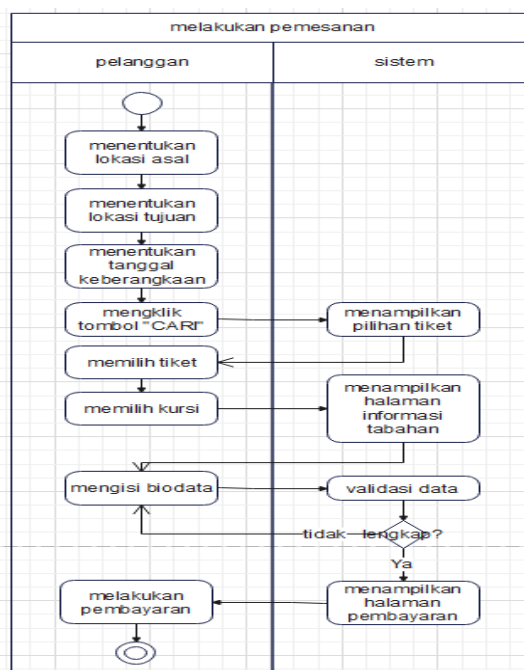 melakukan pemesanan
pelanggan
sistem
menentukan
lokasi asal
menentukan
lokasi tujuan
menentukan
tanggal
keberangkaan
mengklik
tombol "CARI"
menampilkan
pilihan tiket
memilih tiket
memilih kursi
menampilkan
halaman
informasi
tabahan
mengisi biodata
validasi data
tidak
lengkap?
Ya
menampilkan
halaman
pembayaran
melakukan
pembayaran